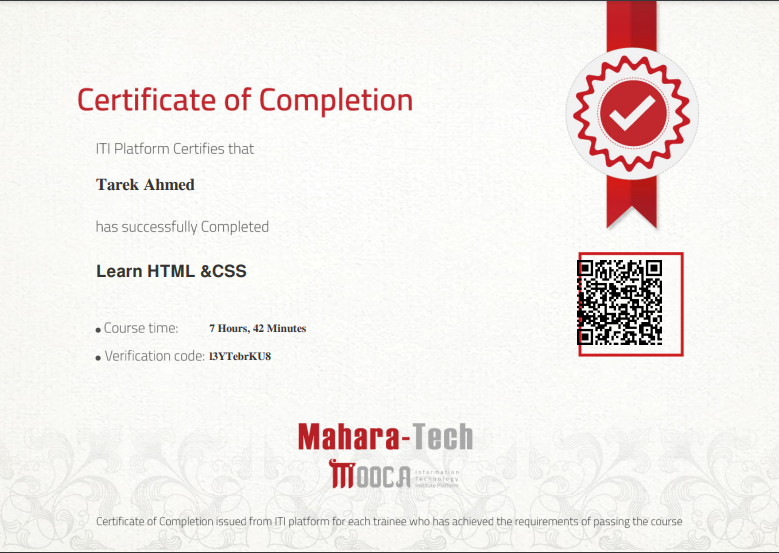 Certificate of Completion
ITI Platform Certifies that
Tarek Ahmed
has successfully Completed
Learn HTML &CSS
Course time: 7 Hours, 42 Minutes
Verification code: l3YTebrKU8
Mahara-Tech
MOOCA
Information
Technology
Institute Platform
Certificate of Completion issued from ITI platform for each trainee who has achieved the requirements of passing the course